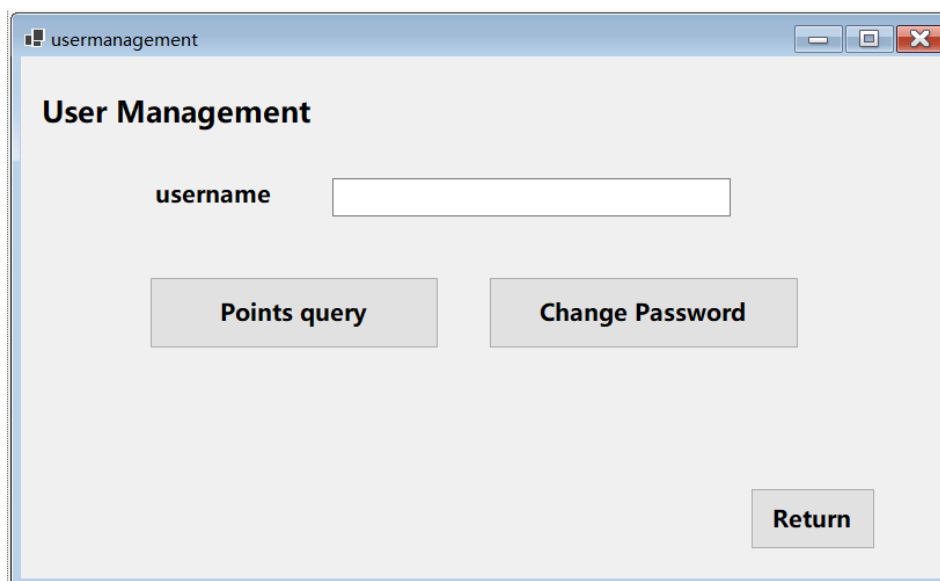 usermanagement
User Management
username
Points query
Change Password
Return